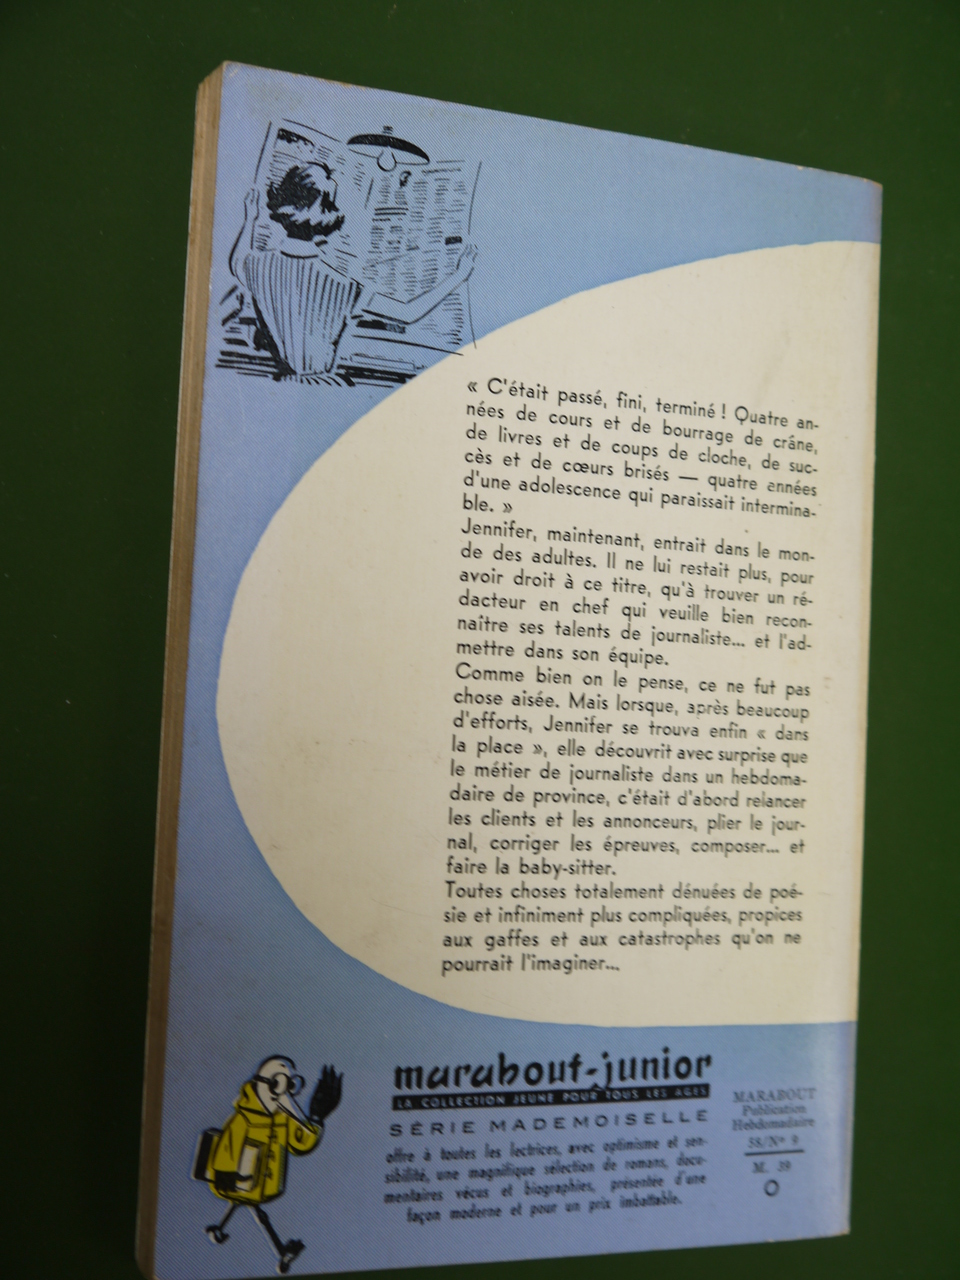 « C'était passé, fini, terminé ! Quatre an-
nées de cours et de bourrage de crâne,
de livres et de coups de cloche, de suc-
cès et de cœurs brisés — quatre années
d'une adolescence qui paraissait intermina-
ble. »
Jennifer, maintenant, entrait dans le mon-
de des adultes. Il ne lui restait plus, pour
avoir droit à ce titre, qu'à trouver un ré-
dacteur en chef qui veuille bien recon-
naître ses talents de journaliste... et l'ad-
mettre dans son équipe.
Comme bien on le pense, ce ne fut pas
chose aisée. Mais lorsque, après beaucoup
d'efforts, Jennifer se trouva enfin « dans
la place », elle découvrit avec surprise que
le métier de journaliste dans un hebdoma-
daire de province, c'était d'abord relancer
les clients et les annonceurs, plier le jour-
nal, corriger les épreuves, composer... et
faire la baby-sitter.
Toutes choses totalement dénuées de poé-
sie et infiniment plus compliquées, propices
aux gaffes et aux catastrophes qu'on ne
pourrait l'imaginer...
marabout-junior
LA COLLECTION JEUNE POUR TOUS LES AGES
SÉRIE MADEMOISELLE
offre à toutes les lectrices, avec optimisme et sen-
sibilité, une magnifique sélection de romans, docu-
mentaires vécus et biographies, présentée d'une
façon moderne et pour un prix imbattable.
MARABOUT
Publication
Hebdomadaire
58/N° 9
M. 39